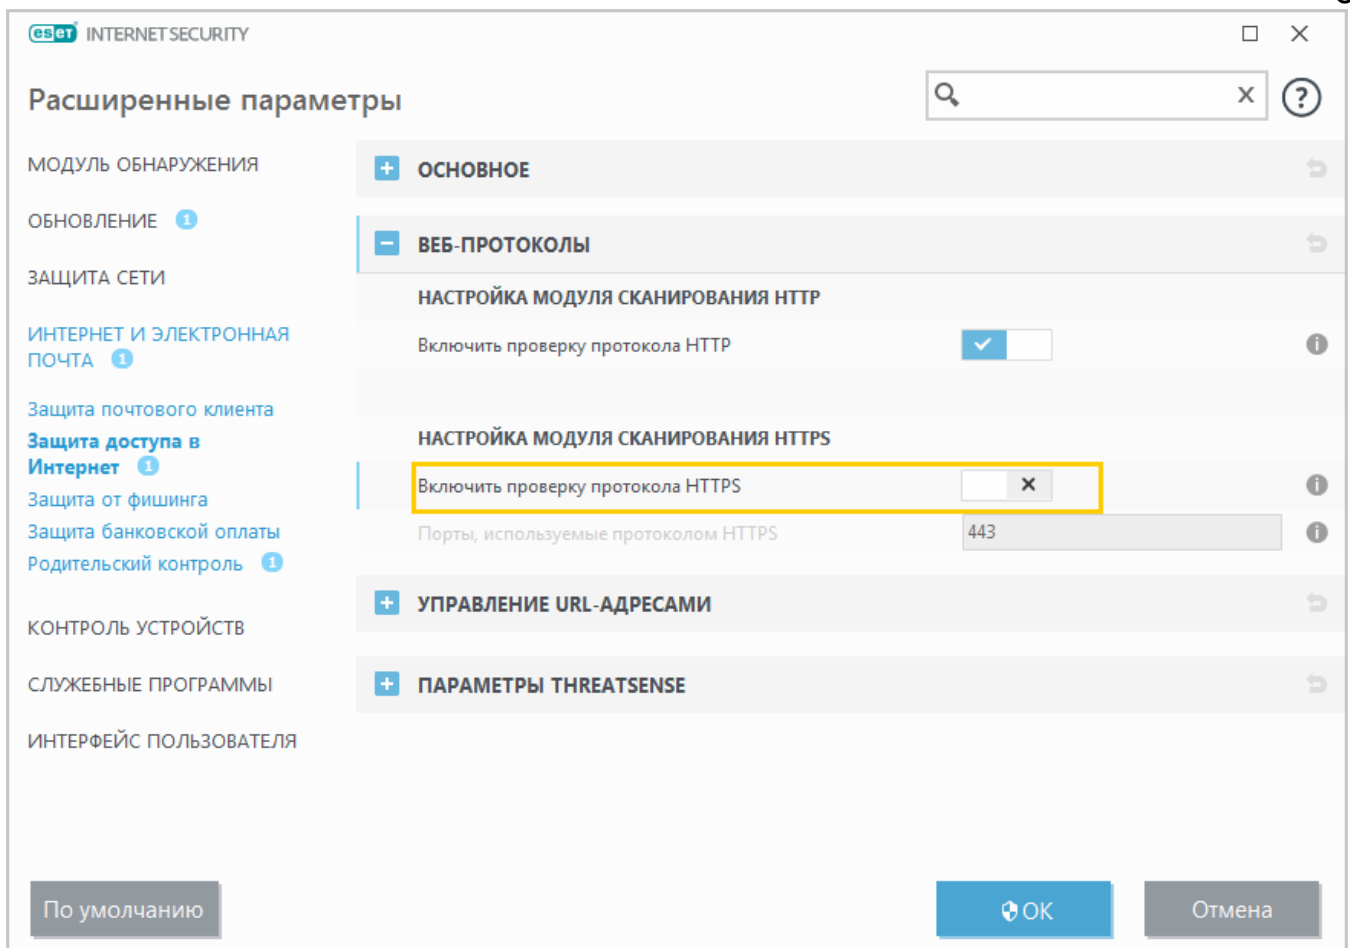 eset INTERNET SECURITY
Расширенные параметры
МОДУЛЬ ОБНАРУЖЕНИЯ
ОБНОВЛЕНИЕ 1
ЗАЩИТА СЕТИ
ИНТЕРНЕТ И ЭЛЕКТРОННАЯ
ПОЧТА 1
Защита почтового клиента
Защита доступа в
Интернет 1
Защита от фишинга
Защита банковской оплаты
Родительский контроль 1
КОНТРОЛЬ УСТРОЙСТВ
СЛУЖЕБНЫЕ ПРОГРАММЫ
ИНТЕРФЕЙС ПОЛЬЗОВАТЕЛЯ
ОСНОВНОЕ
ВЕБ-ПРОТОКОЛЫ
НАСТРОЙКА МОДУЛЯ СКАНИРОВАНИЯ HTTP
Включить проверку протокола HTTP
НАСТРОЙКА МОДУЛЯ СКАНИРОВАНИЯ HTTPS
Включить проверку протокола HTTPS
Порты, используемые протоколом HTTPS 443
УПРАВЛЕНИЕ URL-АДРЕСАМИ
ПАРАМЕТРЫ THREATSENSE
По умолчанию
ОК
Отмена